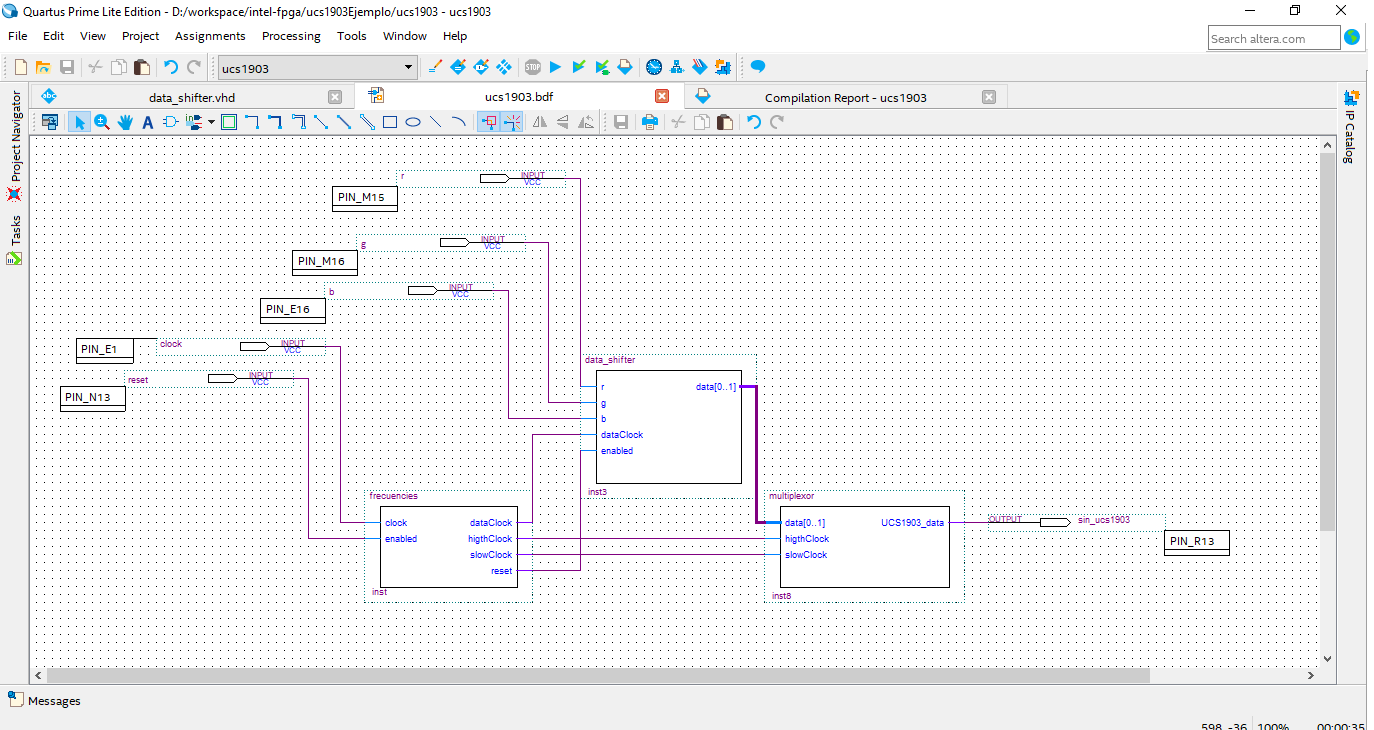 Quartus Prime Lite Edition - D:/workspace/intel-fpga/ucs1903Ejemplo/ucs1903 - ucs1903
File Edit View Project Assignments Processing Tools Window Help
Search altera.com
ucs1903
STOP
abc data_shifter.vhd ucs1903.bdf Compilation Report - ucs1903
Project Navigator
Tasks
IP Catalog
r INPUT
VCC
PIN_M15
g INPUT
VCC
PIN_M16
b INPUT
VCC
PIN_E16
clock INPUT
VCC
PIN_E1
reset INPUT
VCC
PIN_N13
data_shifter
r data[0..1]
g
b
dataClock
enabled
inst3
frecuencies
clock dataClock
enabled higthClock
slowClock
reset
inst
multiplexor
data[0..1] UCS1903_data
higthClock
slowClock
inst8
OUTPUT sin_ucs1903
PIN_R13
Messages
598, -36 100% 00:00:35